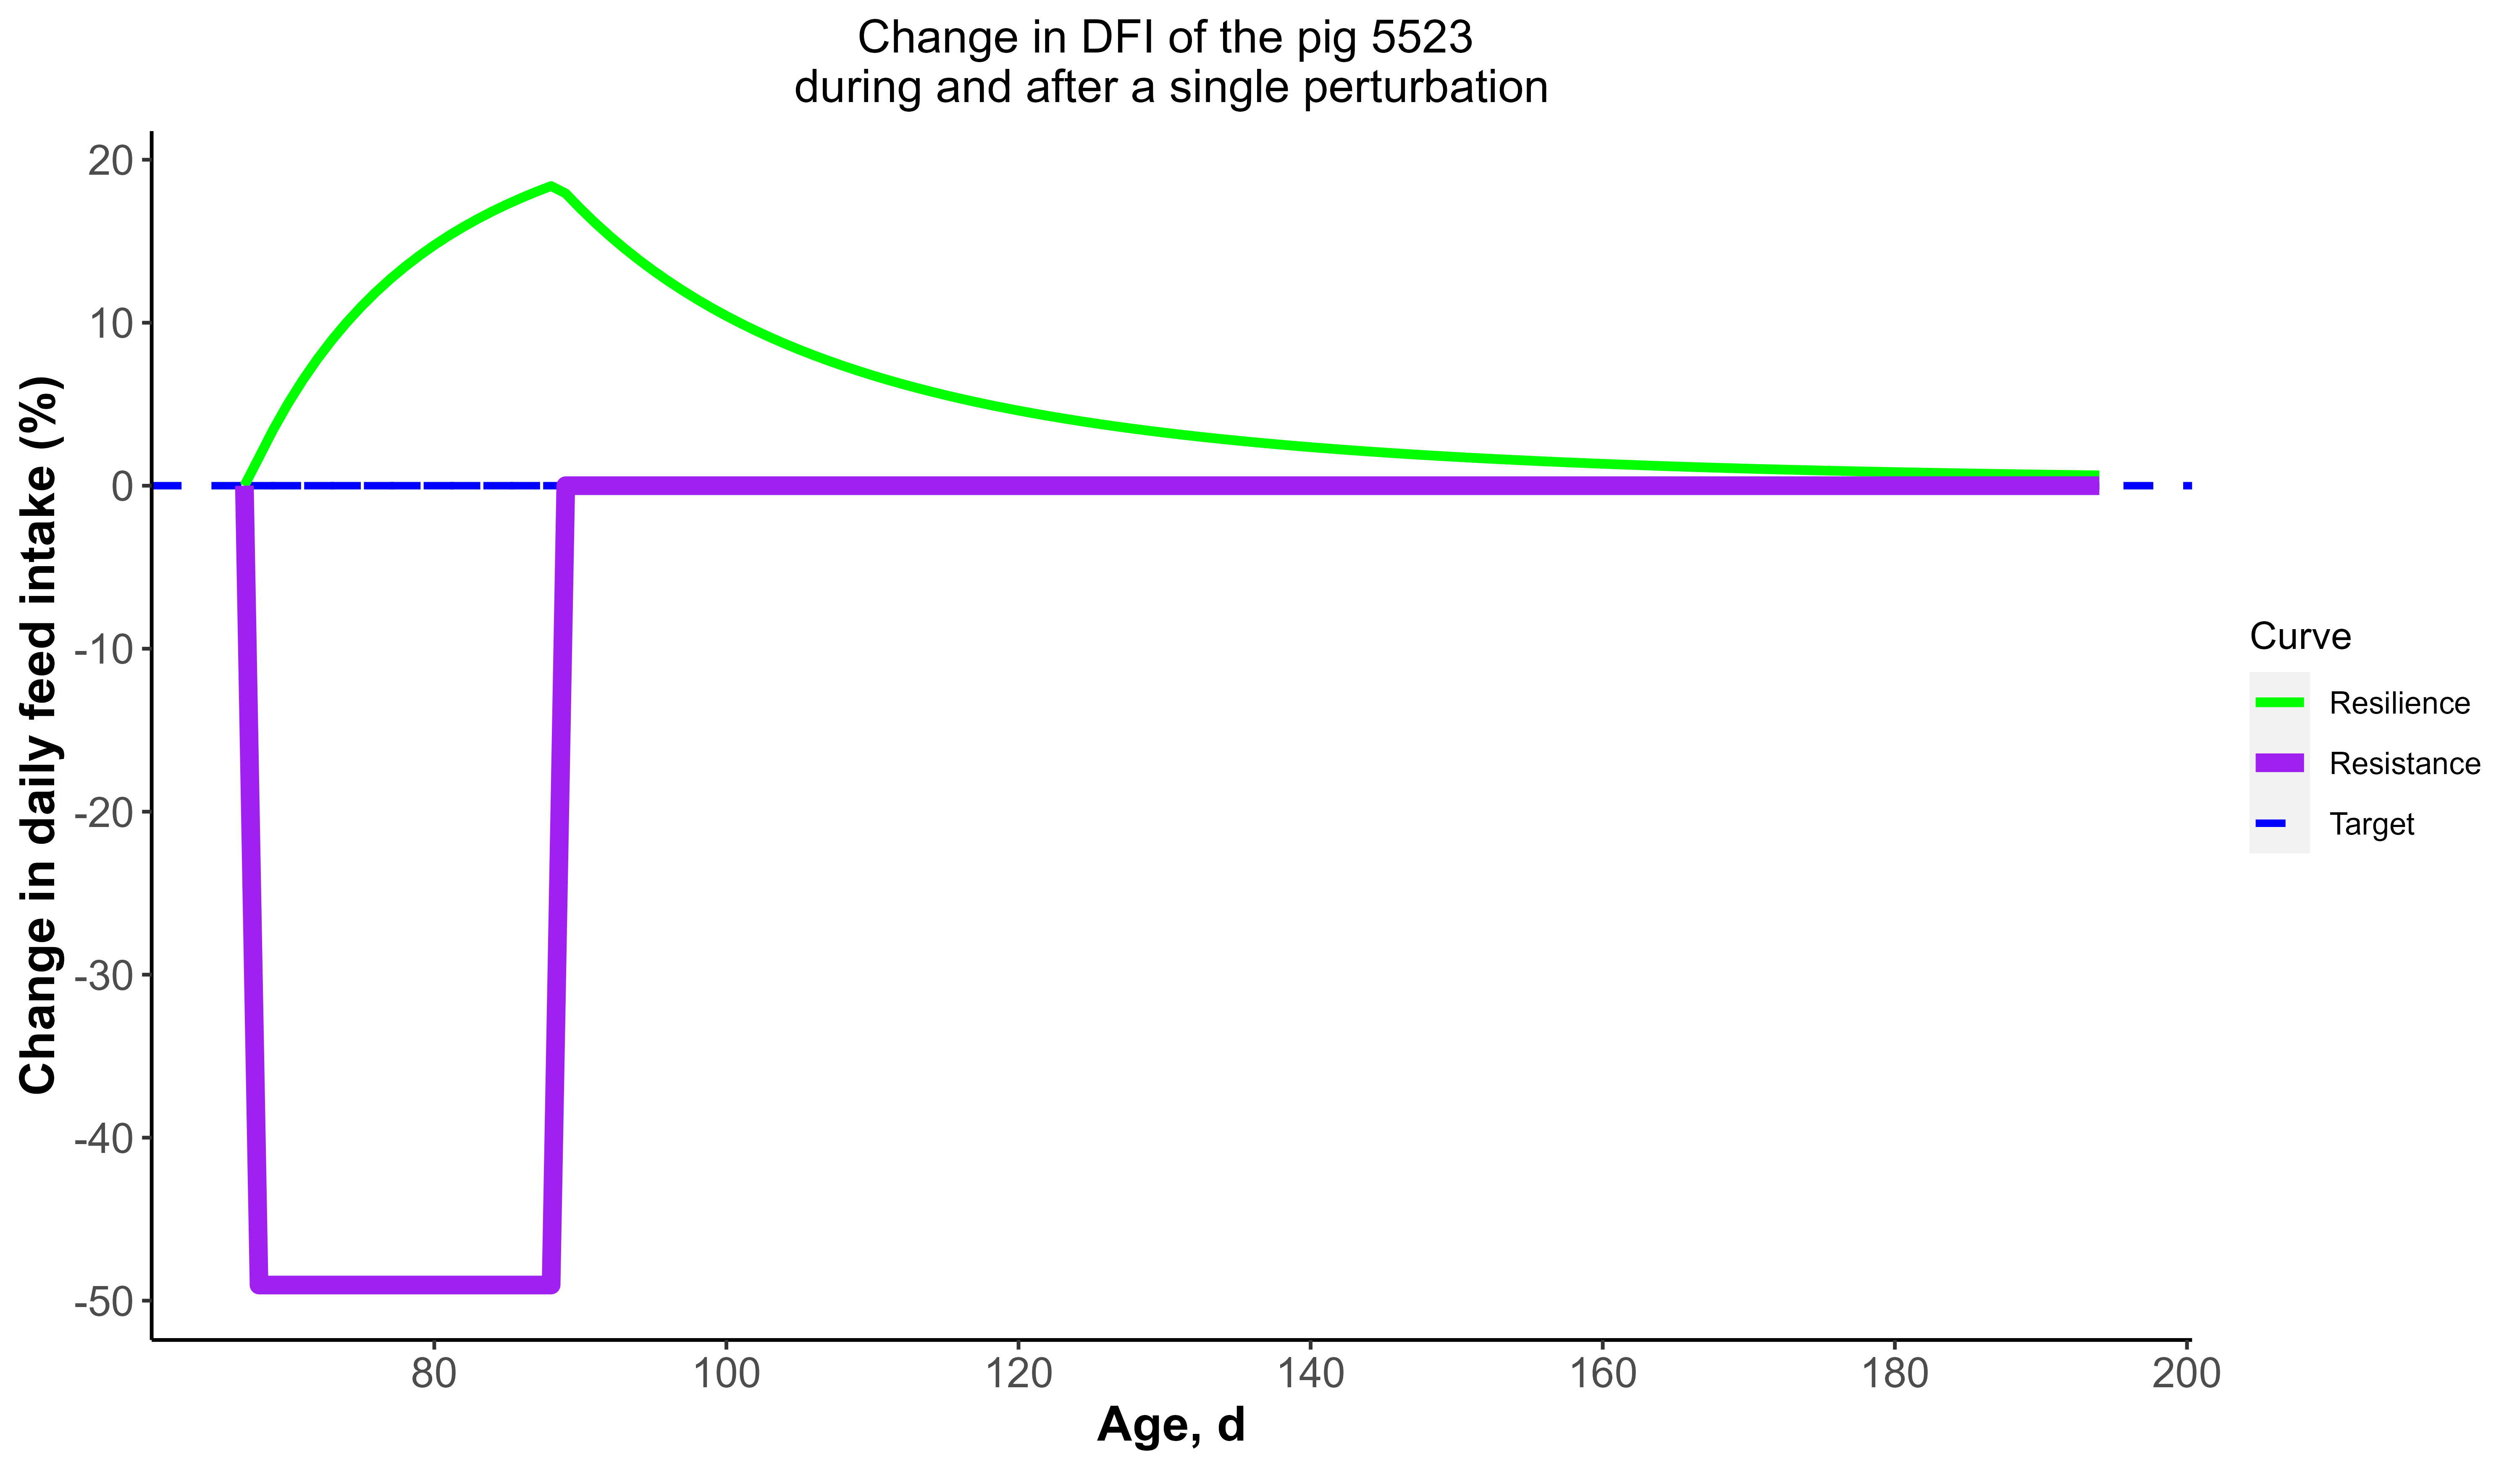 Change in DFI of the pig 5523
during and after a single perturbation
Change in daily feed intake (%)
20
10
0
-10
-20
-30
-40
-50
80
100
120
140
160
180
200
Age, d
Curve
Resilience
Resistance
Target